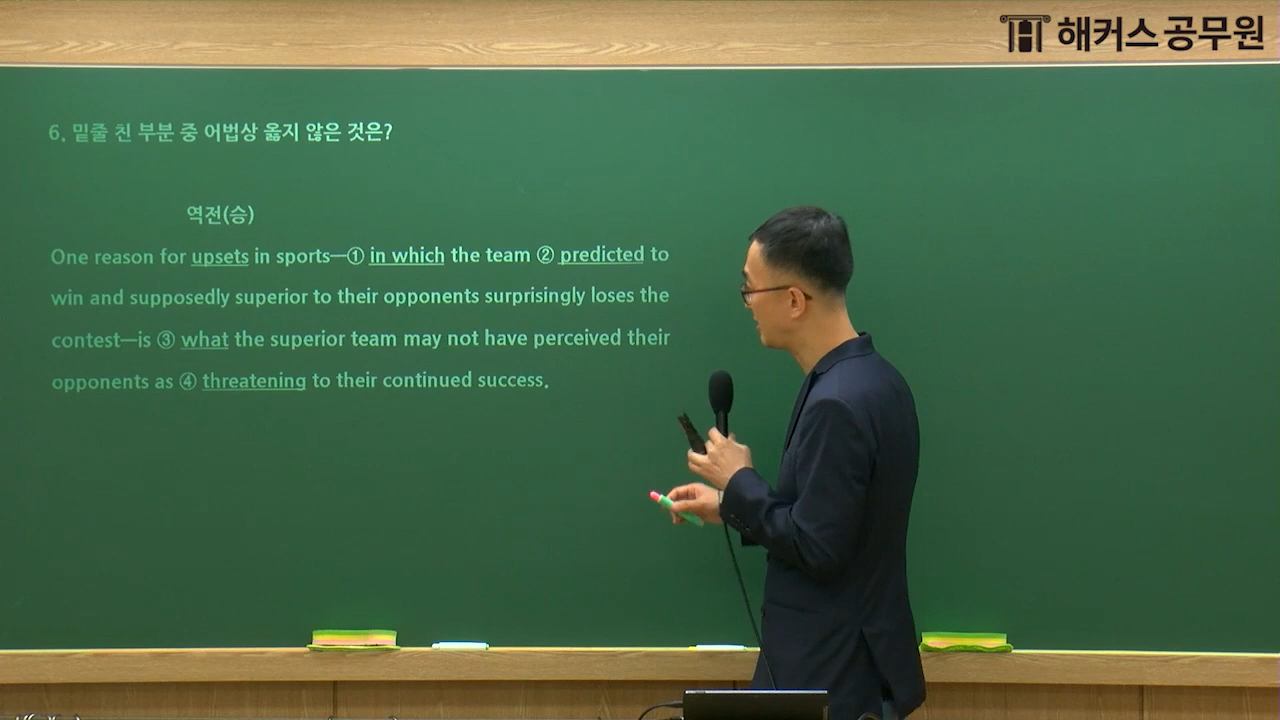 해커스공무원
6. 밑줄 친 부분 중 어법상 옳지 않은 것은?
역전(승)
One reason for upsets in sports—① in which the team ② predicted to
win and supposedly superior to their opponents surprisingly loses the
contest—is ③ what the superior team may not have perceived their
opponents as ④ threatening to their continued success.